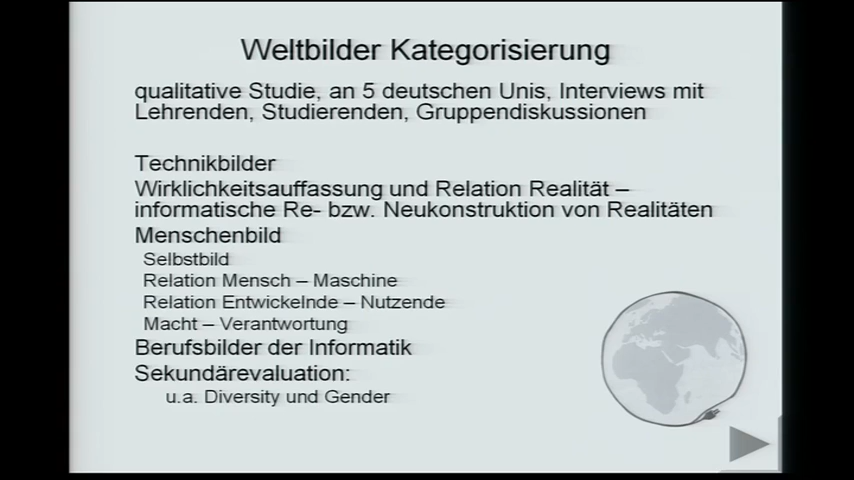 Weltbilder Kategorisierung
qualitative Studie, an 5 deutschen Unis, Interviews mit
Lehrenden, Studierenden, Gruppendiskussionen
Technikbilder
Wirklichkeitsauffassung und Relation Realität –
informatische Re- bzw. Neukonstruktion von Realitäten
Menschenbild
Selbstbild
Relation Mensch – Maschine
Relation Entwickelnde – Nutzende
Macht – Verantwortung
Berufsbilder der Informatik
Sekundärevaluation:
u.a. Diversity und Gender